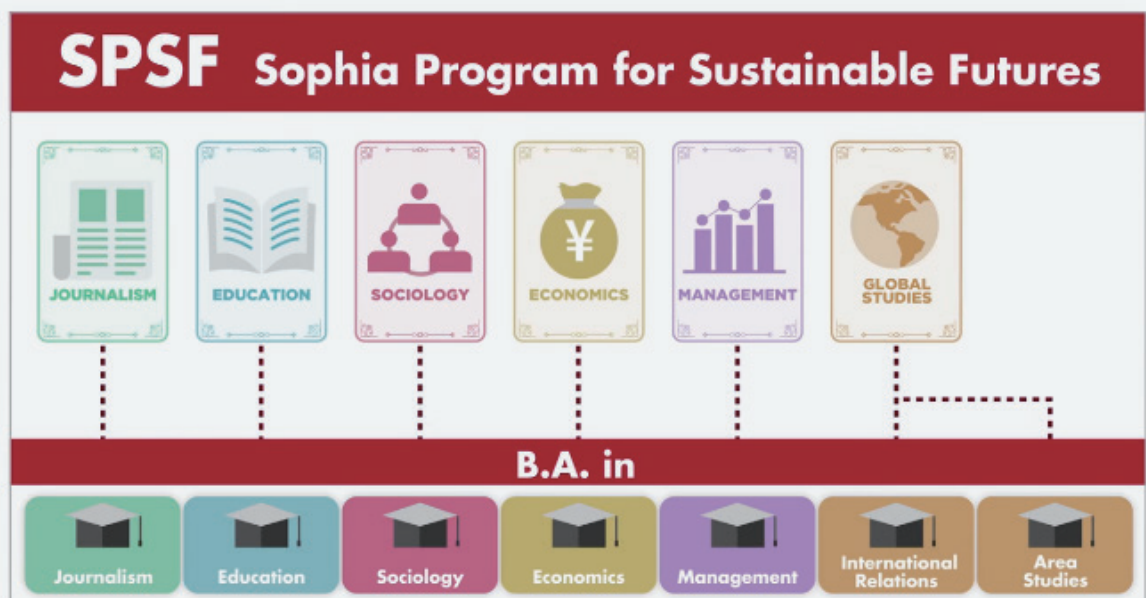 SPSF Sophia Program for Sustainable Futures
JOURNALISM
EDUCATION
SOCIOLOGY
¥
ECONOMICS
MANAGEMENT
GLOBAL
STUDIES
B.A. in
Journalism
Education
Sociology
Economics
Management
International
Relations
Area
Studies